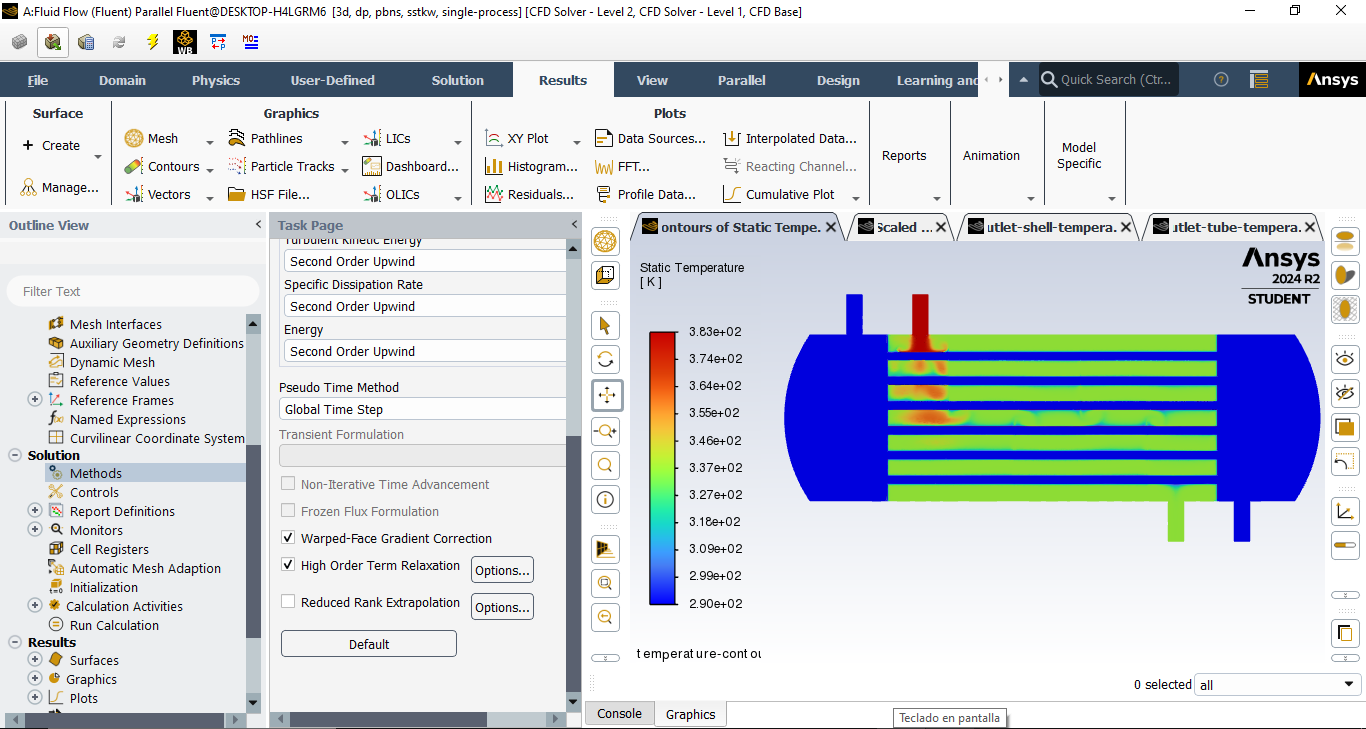 A:Fluid Flow (Fluent) Parallel Fluent@DESKTOP-H4LGRM6 [3d, dp, pbns, sstkw, single-process] [CFD Solver - Level 2, CFD Solver - Level 1, CFD Base]
WB
File Domain Physics User-Defined Solution Results View Parallel Design Learning and Quick Search (Ctr... Ansys
Surface
Create
Manage...
Graphics
Mesh Pathlines LICs
Contours Particle Tracks Dashboard...
Vectors HSF File... OLICs
Plots
XY Plot Data Sources... Interpolated Data...
Histogram... FFT... Reacting Channel...
Residuals... Profile Data... Cumulative Plot
Reports
Animation
Model
Specific
Outline View
Filter Text
Mesh Interfaces
Auxiliary Geometry Definitions
Dynamic Mesh
Reference Values
Reference Frames
Named Expressions
Curvilinear Coordinate System
Solution
Methods
Controls
Report Definitions
Monitors
Cell Registers
Automatic Mesh Adaption
Initialization
Calculation Activities
Run Calculation
Results
Surfaces
Graphics
Plots
Task Page
Turbulent Kinetic Energy
Second Order Upwind
Specific Dissipation Rate
Second Order Upwind
Energy
Second Order Upwind
Pseudo Time Method
Global Time Step
Transient Formulation
Non-Iterative Time Advancement
Frozen Flux Formulation
Warped-Face Gradient Correction
High Order Term Relaxation Options...
Reduced Rank Extrapolation Options...
Default
ontours of Static Tempe. Scaled ... utlet-shell-tempera. utlet-tube-tempera.
Static Temperature
[ K ]
Ansys
2024 R2
STUDENT
3.83e+02
3.74e+02
3.64e+02
3.55e+02
3.46e+02
3.37e+02
3.27e+02
3.18e+02
3.09e+02
2.99e+02
2.90e+02
temperature-contou
0 selected all
Console Graphics
Teclado en pantalla